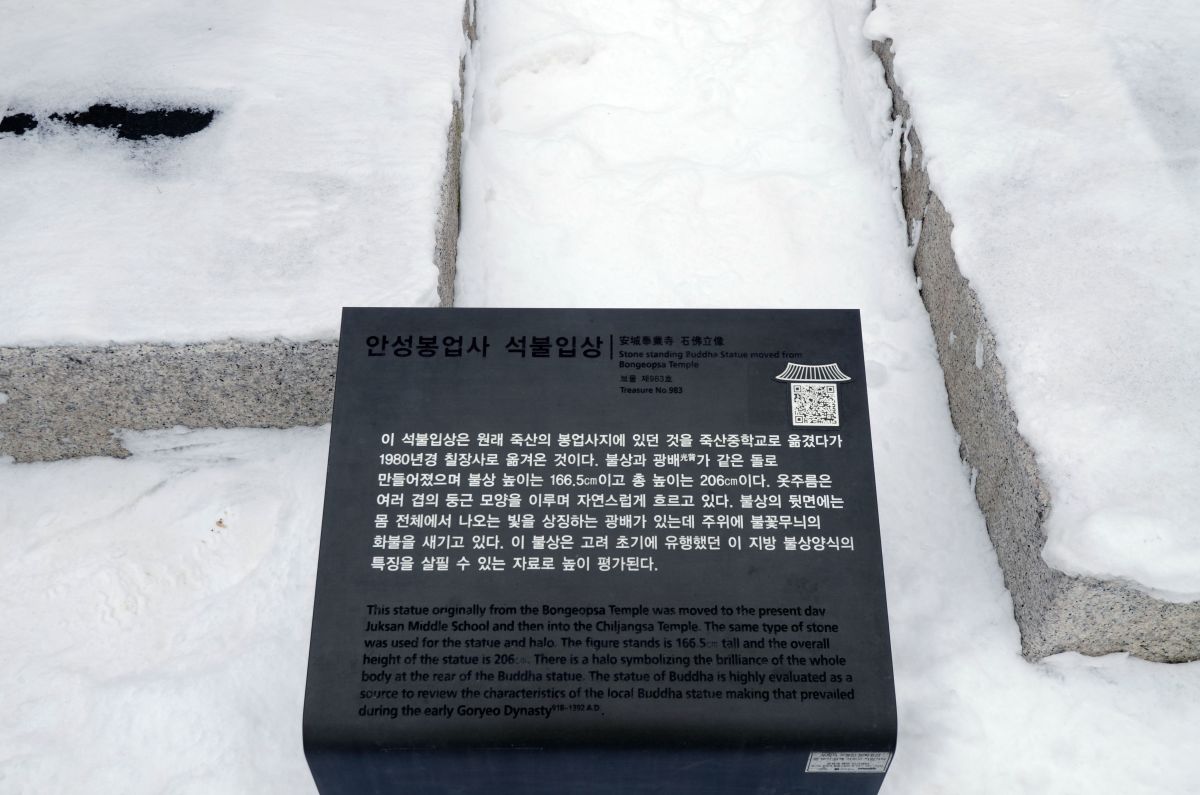 안성봉업사 석불입상
安城奉業寺 石佛立像
Stone standing Buddha Statue moved from
Bongeopsa Temple
보물 제983호
Treasure No.983
이 석불입상은 원래 죽산의 봉업사지에 있던 것을 죽산중학교로 옮겼다가
1980년경 칠장사로 옮겨온 것이다. 불상과 광배光背가 같은 돌로
만들어졌으며 불상 높이는 166.5㎝이고 총 높이는 206㎝이다. 옷주름은
여러 겹의 둥근 모양을 이루며 자연스럽게 흐르고 있다. 불상의 뒷면에는
몸 전체에서 나오는 빛을 상징하는 광배가 있는데 주위에 불꽃무늬의
화불을 새기고 있다. 이 불상은 고려 초기에 유행했던 이 지방 불상양식의
특징을 살필 수 있는 자료로 높이 평가된다.
This statue originally from the Bongeopsa Temple was moved to the present day
Juksan Middle School and then into the Chiljangsa Temple. The same type of stone
was used for the statue and halo. The figure stands is 166.5㎝ tall and the overall
height of the statue is 206㎝. There is a halo symbolizing the brilliance of the whole
body at the rear of the Buddha statue. The statue of Buddha is highly evaluated as a
source to review the characteristics of the local Buddha statue making that prevailed
during the early Goryeo Dynasty918-1392 A.D.